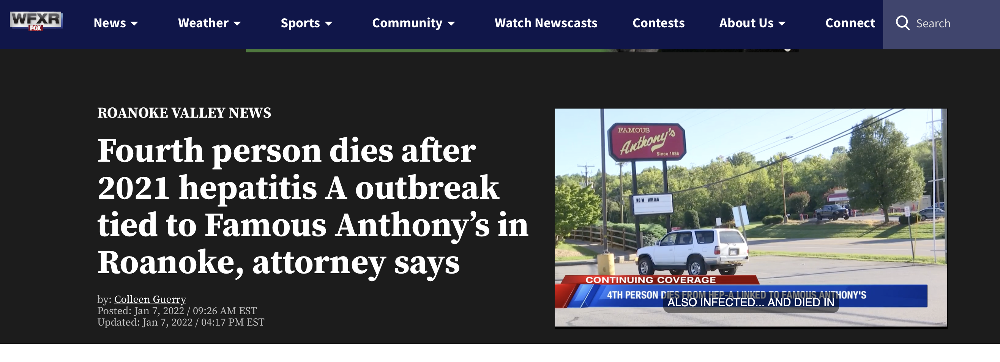 WFXR
FOX
News
Weather
Sports
Community
Watch Newscasts
Contests
About Us
Connect
Search
ROANOKE VALLEY NEWS
Fourth person dies after
2021 hepatitis A outbreak
tied to Famous Anthony’s in
Roanoke, attorney says
by: Colleen Guerry
Posted: Jan 7, 2022 / 09:26 AM EST
Updated: Jan 7, 2022 / 04:17 PM EST
FAMOUS
Anthony's
Since 1986
NOW HIRING
CONTINUING COVERAGE
4TH PERSON DIES FROM HEP-A LINKED TO FAMOUS ANTHONY'S
ALSO INFECTED... AND DIED IN